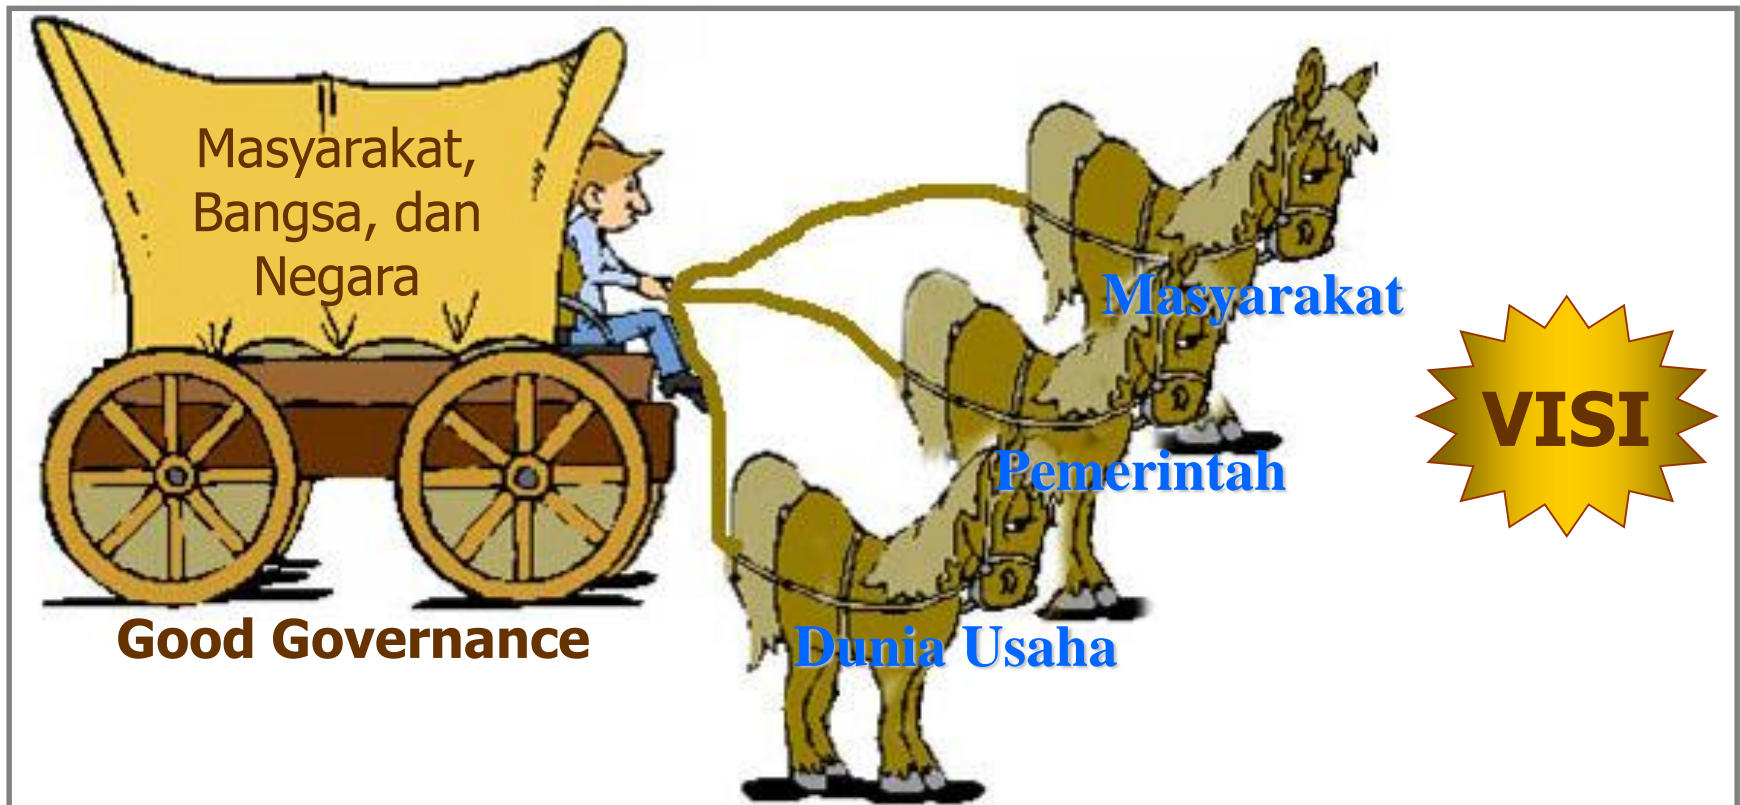 Masyarakat,
Bangsa, dan
Negara
Masyarakat
VISI
Pemerintah
Good Governance
Dunia Usaha